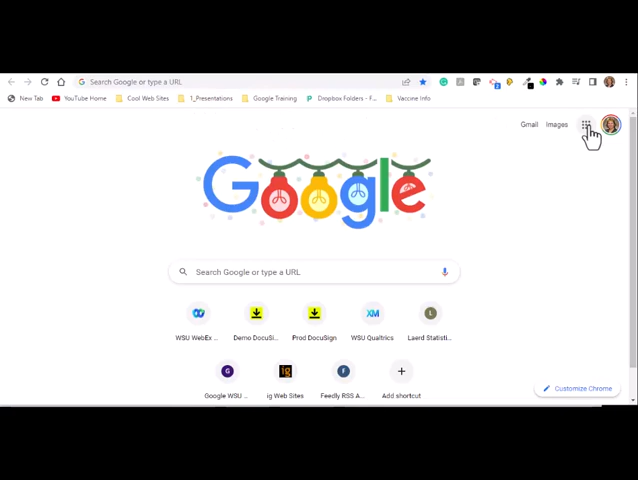 Search Google or type a URL
New Tab YouTube Home Cool Web Sites 1_Presentations Google Training Dropbox Folders - F... Vaccine Info
Gmail Images
Google
Search Google or type a URL
WSU WebEx ... Demo DocuSi... Prod DocuSign WSU Qualtrics Laerd Statisti...
Google WSU ... ig Web Sites Feedly RSS A... Add shortcut
Customize Chrome